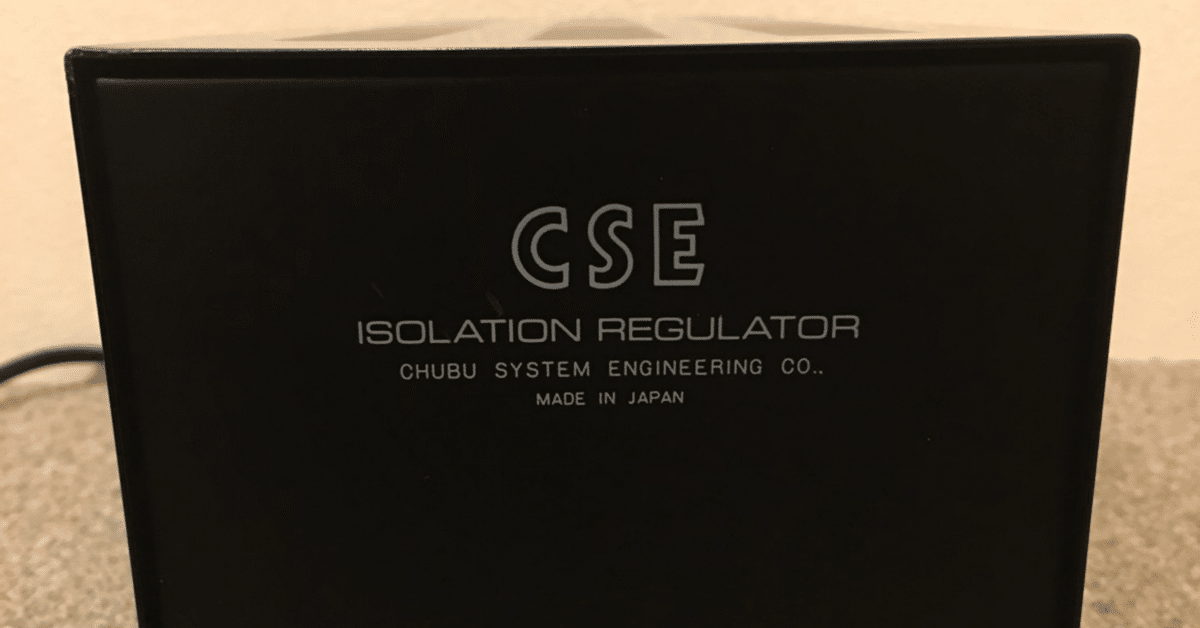 CSE
ISOLATION REGULATOR
CHUBU SYSTEM ENGINEERING CO..
MADE IN JAPAN